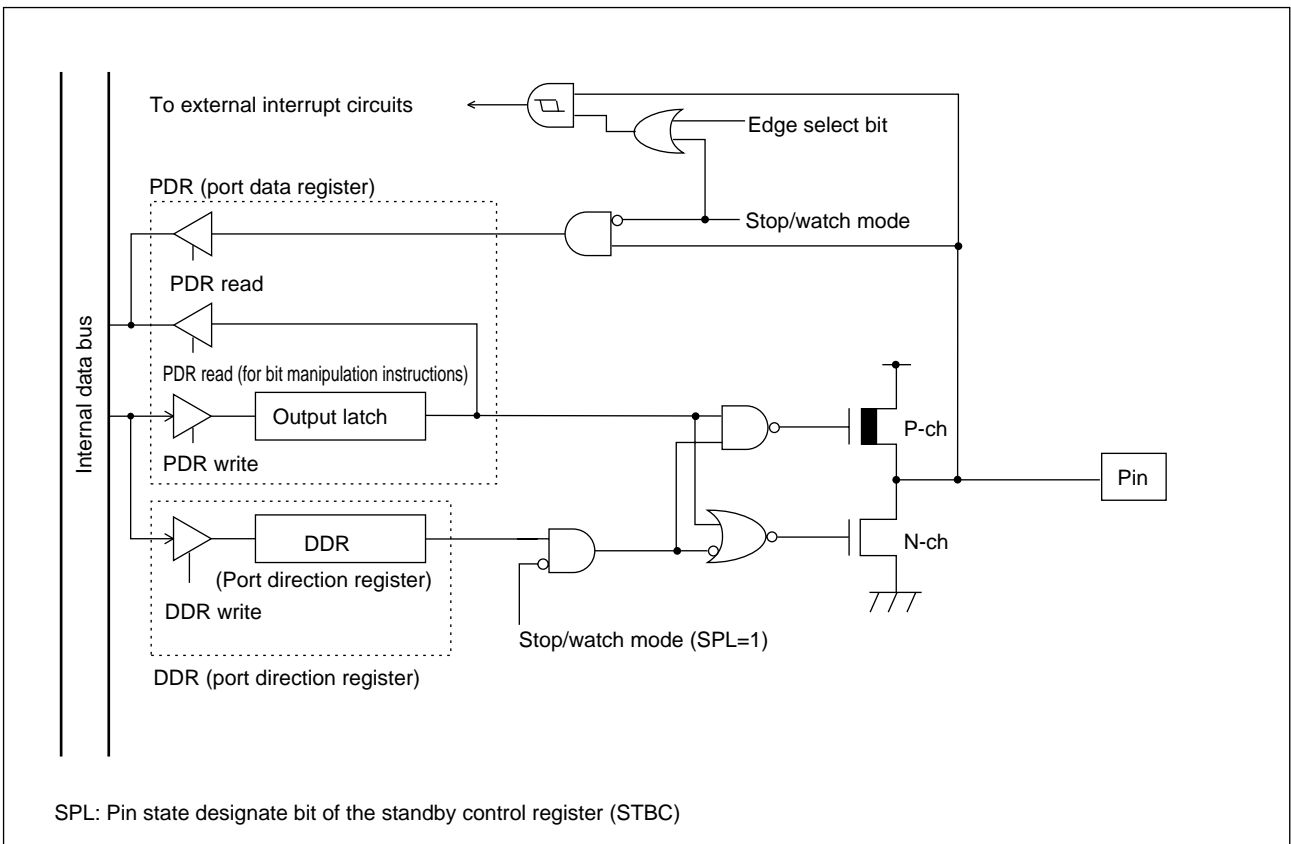 To external interrupt circuits
Edge select bit
PDR (port data register)
Stop/watch mode
PDR read
Internal data bus
PDR read (for bit manipulation instructions)
Output latch
P-ch
PDR write
Pin
DDR
N-ch
(Port direction register)
DDR write
Stop/watch mode (SPL=1)
DDR (port direction register)
SPL: Pin state designate bit of the standby control register (STBC)